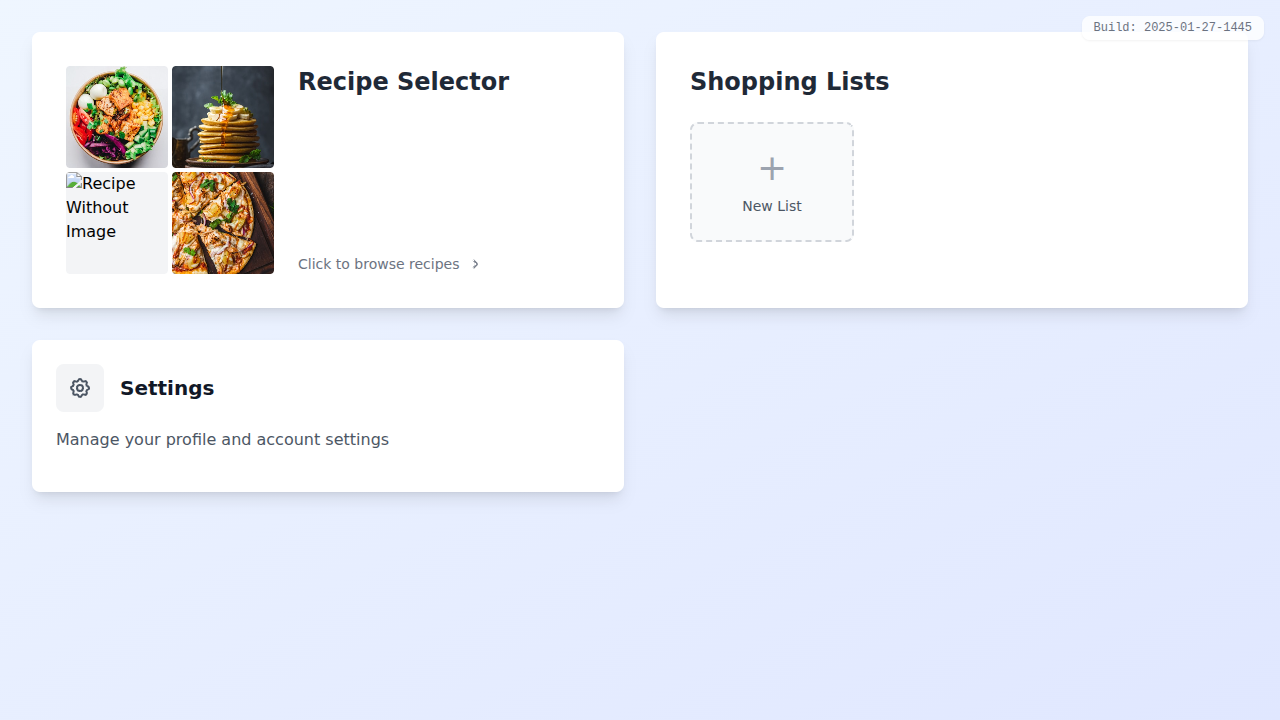 Build: 2025-01-27-1445
Recipe Selector
Recipe
Without
Image
Click to browse recipes
Shopping Lists
New List
Settings
Manage your profile and account settings